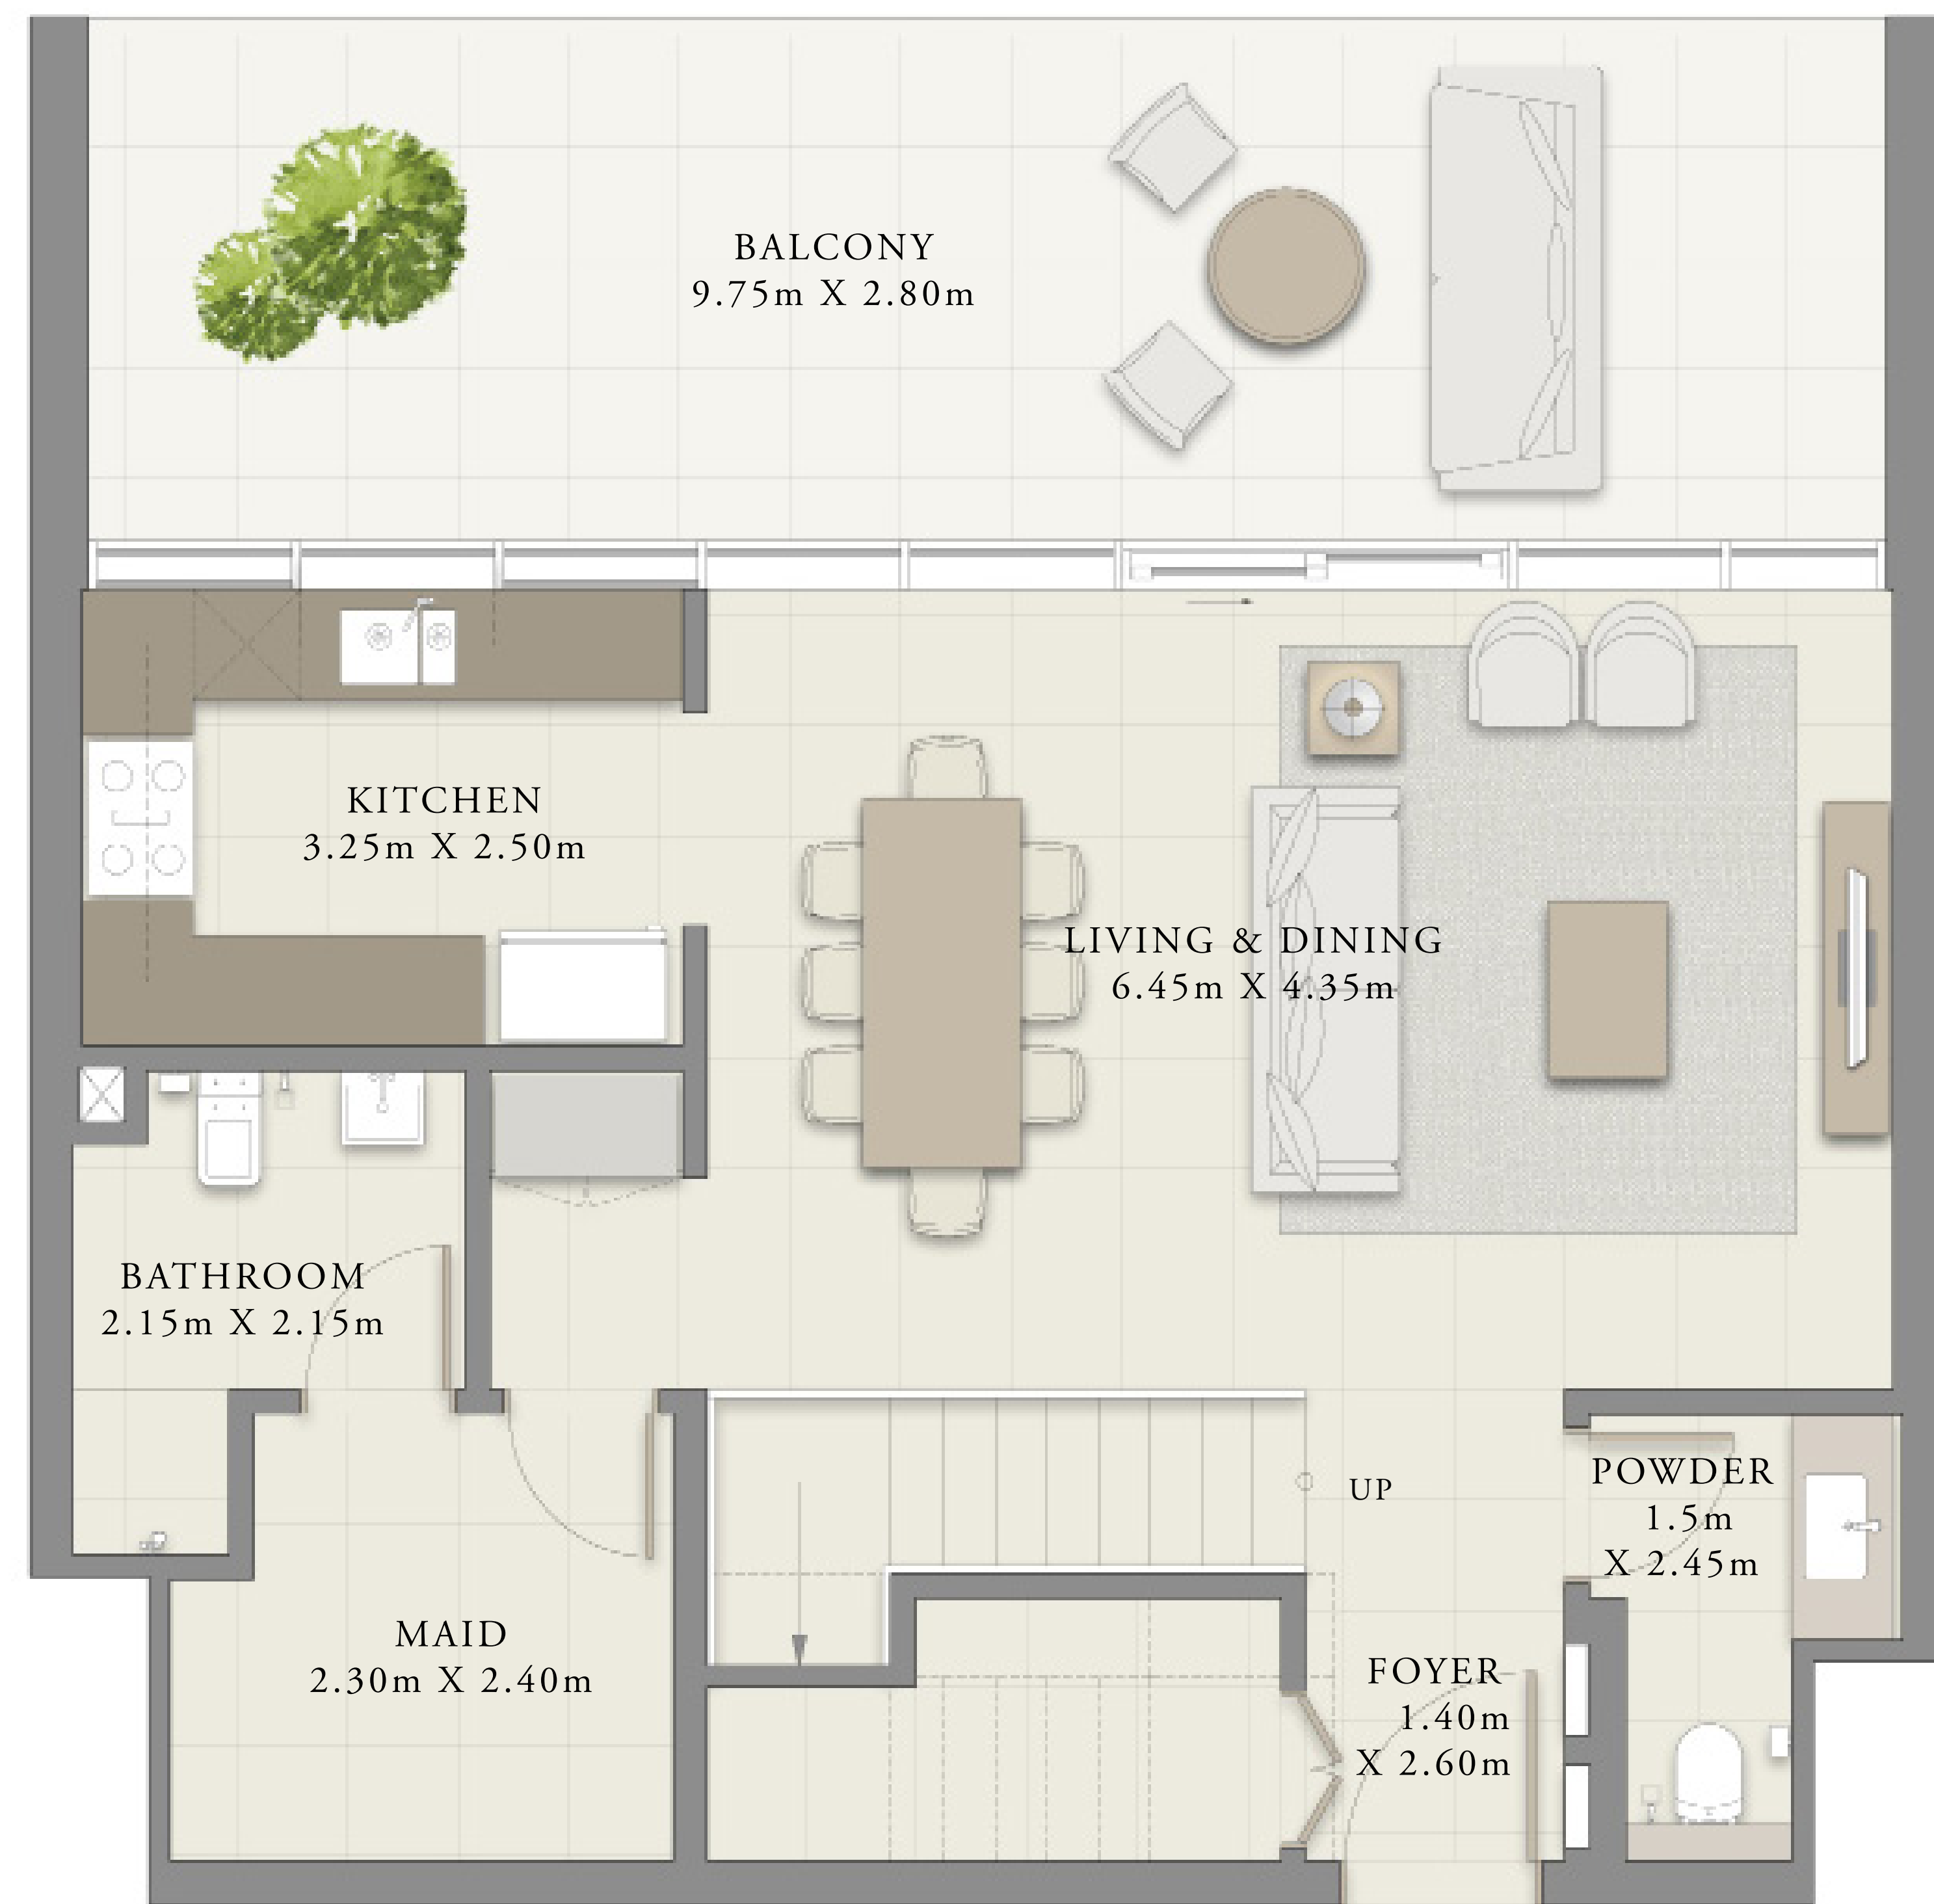 BALCONY
9.75m X 2.80m
KITCHEN
3.25m X 2.50m
LIVING & DINING
6.45m X 4.35m
BATHROOM
2.15m X 2.15m
UP
POWDER
1.5m
X 2.45m
MAID
2.30m X 2.40m
FOYER
1.40m
X 2.60m